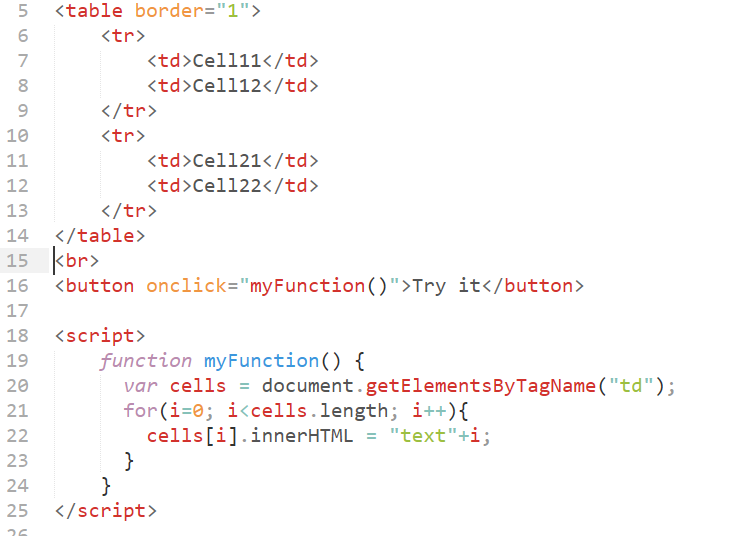 5 <table border="1">
6     <tr>
7         <td>Cell11</td>
8         <td>Cell12</td>
9     </tr>
10     <tr>
11         <td>Cell21</td>
12         <td>Cell22</td>
13     </tr>
14 </table>
15 <br>
16 <button onclick="myFunction()">Try it</button>
17
18 <script>
19     function myFunction() {
20       var cells = document.getElementsByTagName("td");
21       for(i=0; i<cells.length; i++){
22         cells[i].innerHTML = "text"+i;
23       }
24     }
25 </script>
26